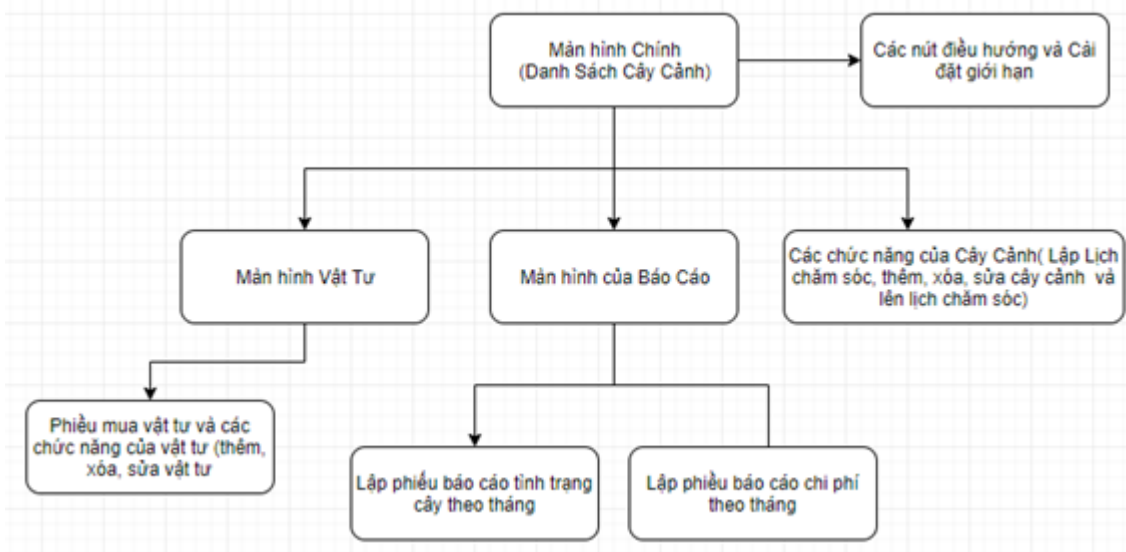 Màn hình Chính
(Danh Sách Cây Cảnh)
Các nút điều hướng và Cài
đặt giới hạn
Màn hình Vật Tư
Màn hình của Báo Cáo
Các chức năng của Cây Cảnh( Lập Lịch
chăm sóc, thêm, xóa, sửa cây cảnh và
lên lịch chăm sóc)
Phiếu mua vật tư và các
chức năng của vật tư (thêm,
xóa, sửa vật tư
Lập phiếu báo cáo tình trạng
cây theo tháng
Lập phiếu báo cáo chi phí
theo tháng